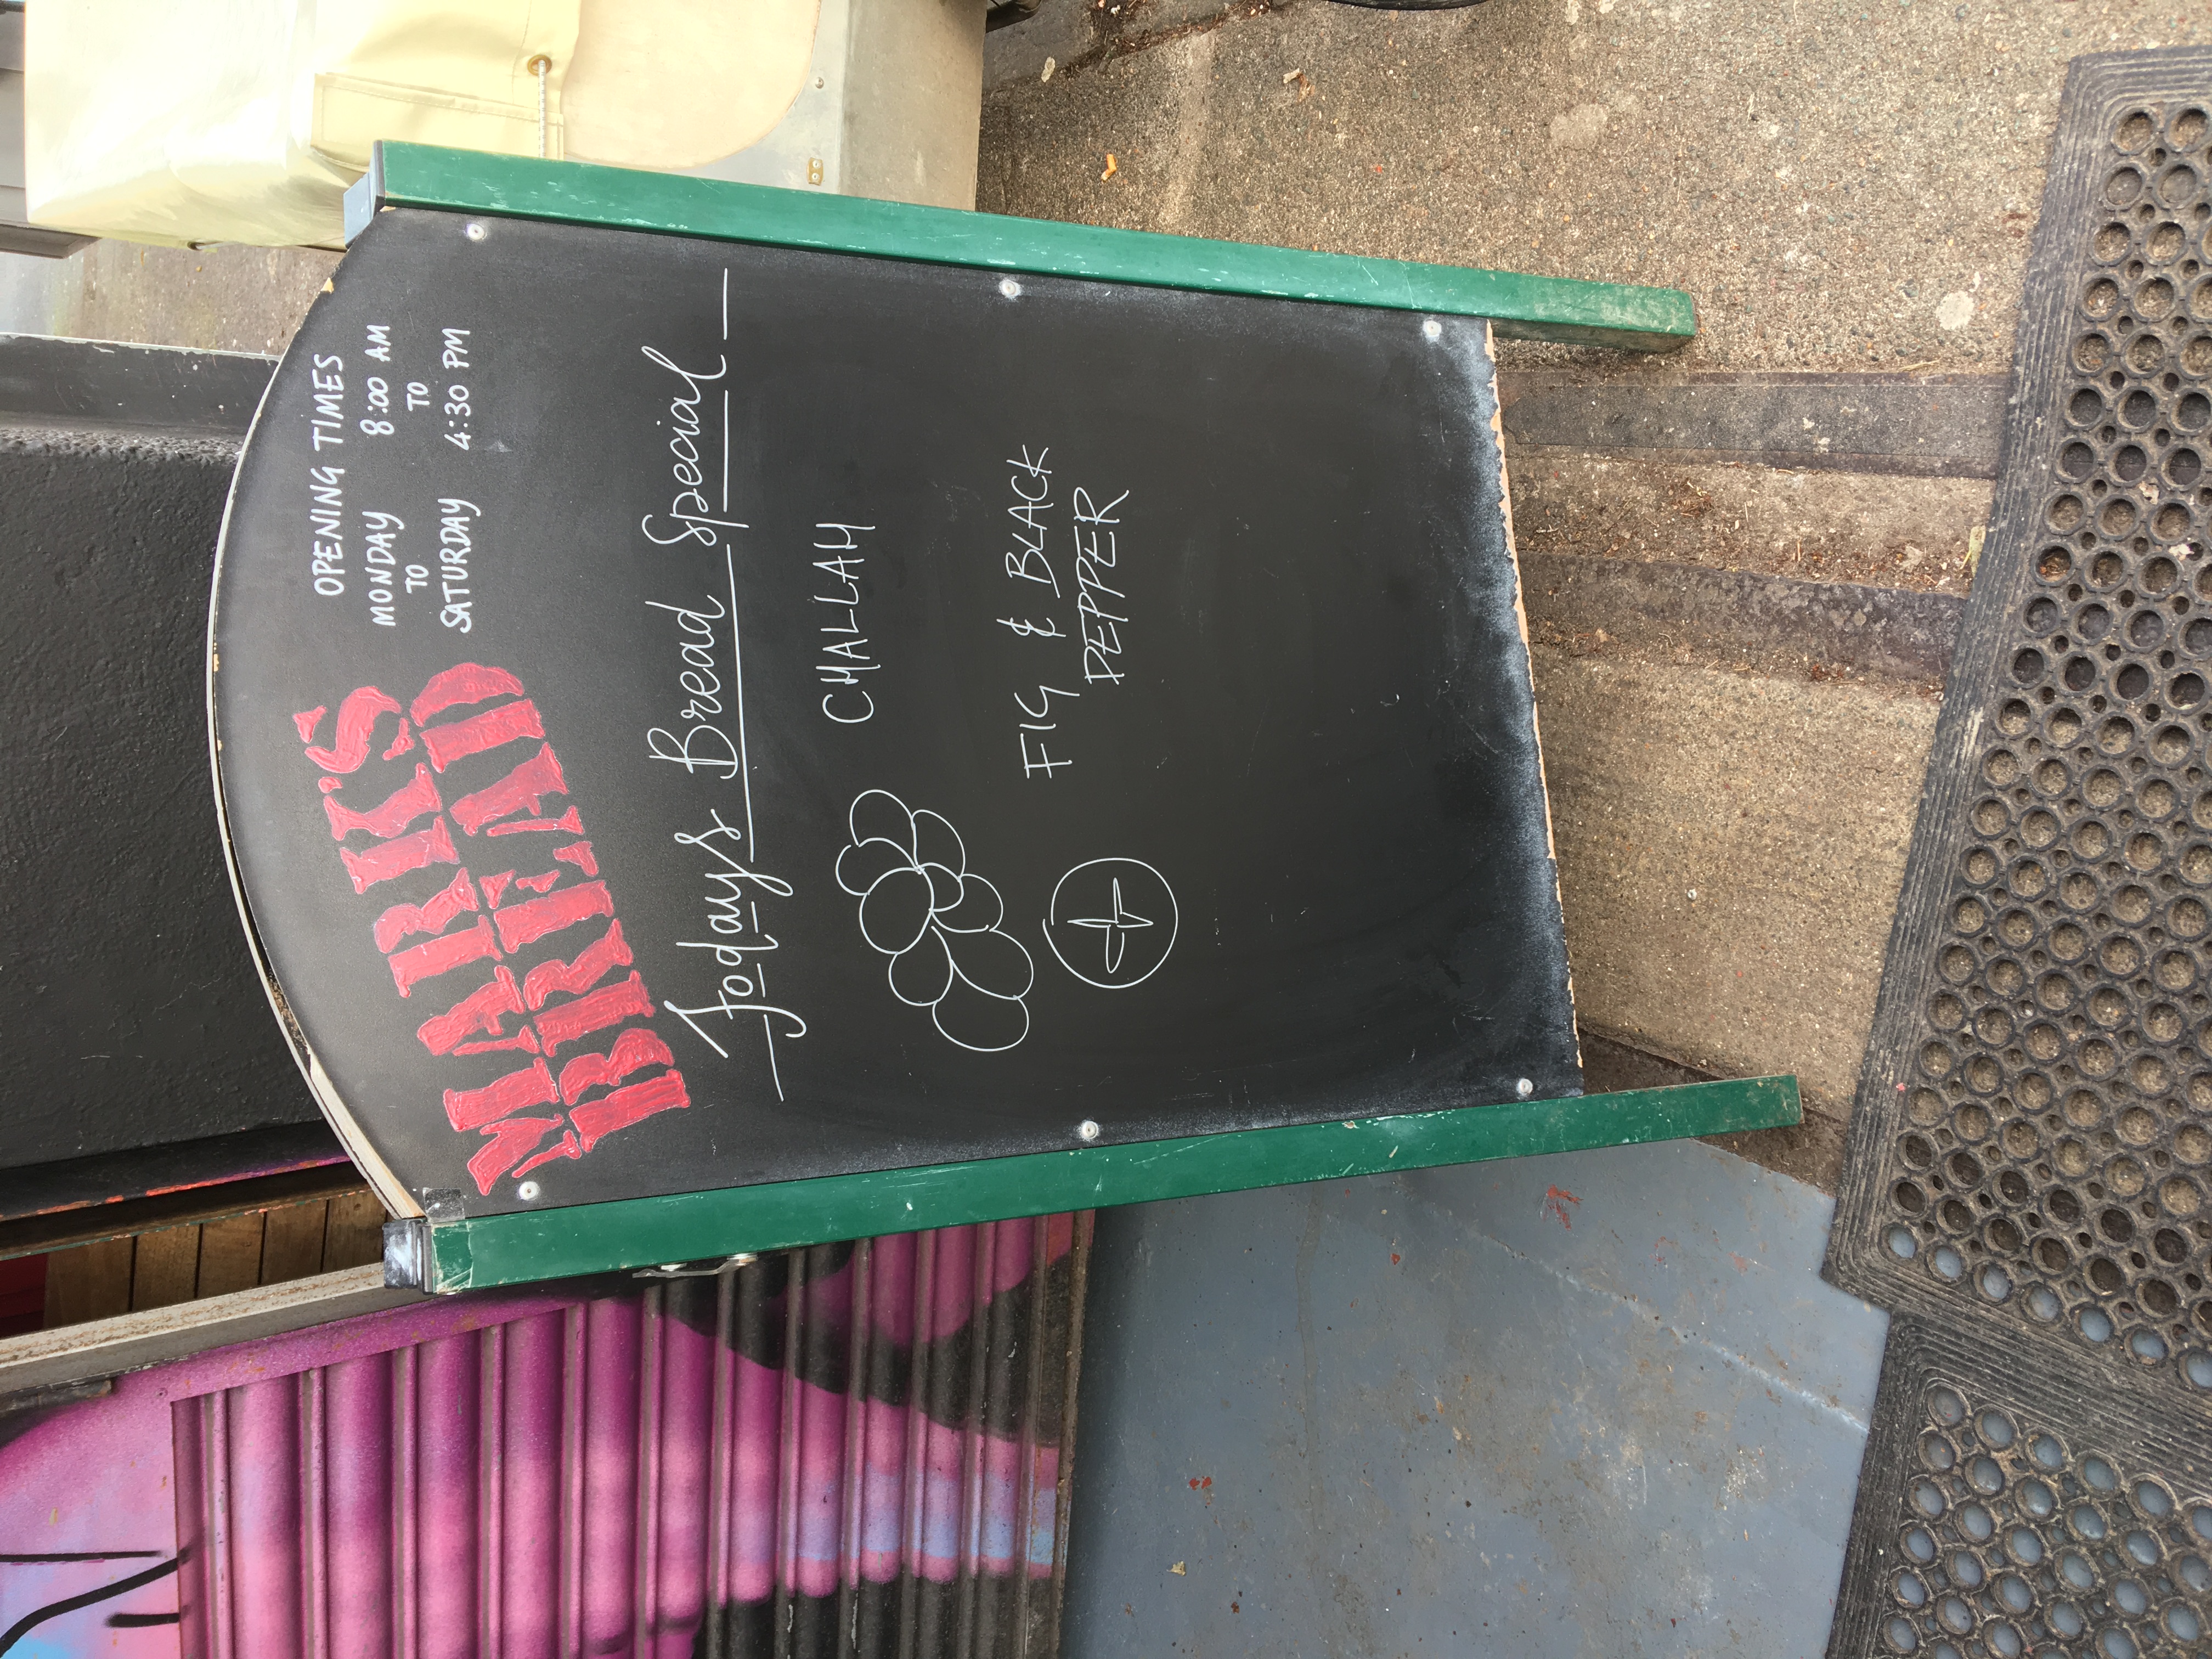 MARK'S
BREAD
OPENING TIMES
MONDAY 8:00 AM
TO TO
SATURDAY 4:30 PM
Todays Bread Special
CHALLAH
FIG & BLACK
PEPPER